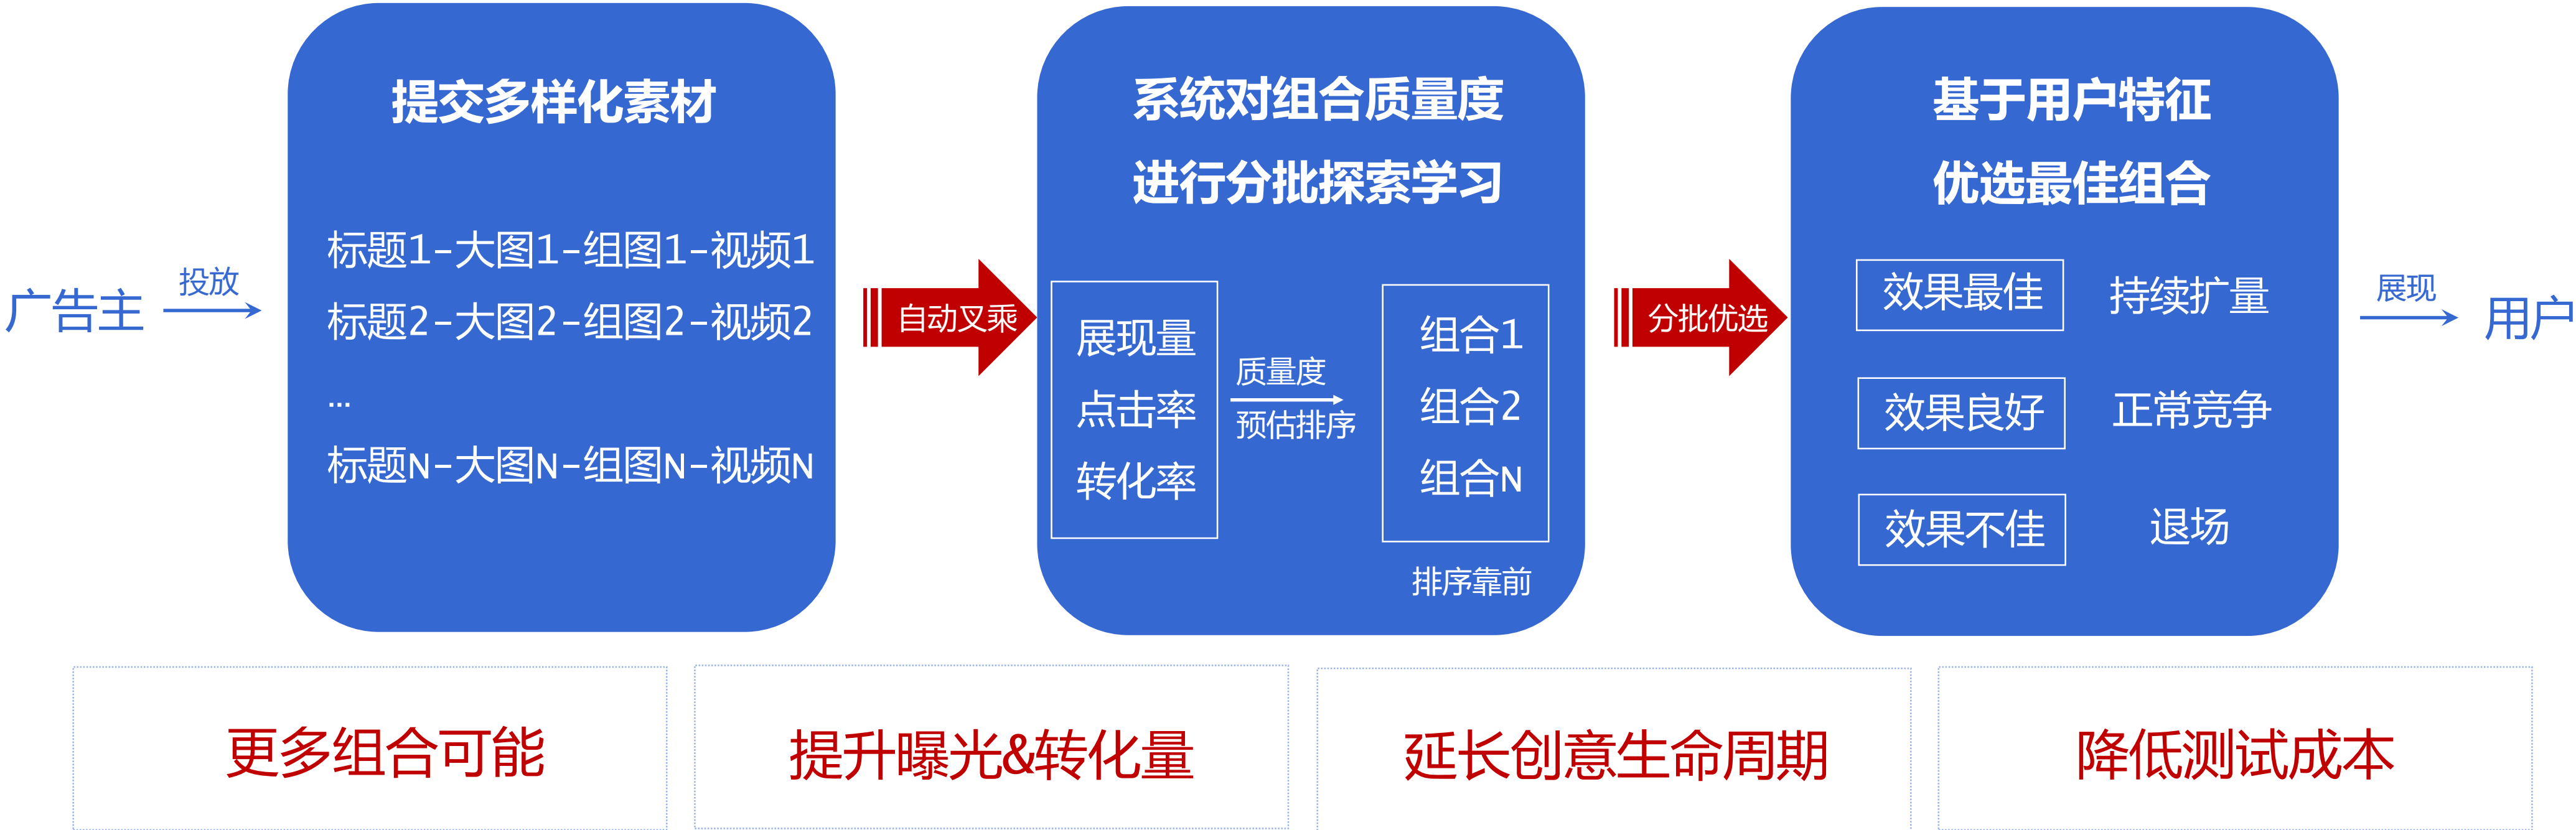 广告主
投放
提交多样化素材
标题1-大图1-组图1-视频1
标题2-大图2-组图2-视频2
...
标题N-大图N-组图N-视频N
自动叉乘
系统对组合质量度
进行分批探索学习
展现量
点击率
转化率
质量度
预估排序
组合1
组合2
组合N
排序靠前
分批优选
基于用户特征
优选最佳组合
效果最佳 持续扩量
效果良好 正常竞争
效果不佳 退场
展现
用户
更多组合可能
提升曝光&转化量
延长创意生命周期
降低测试成本